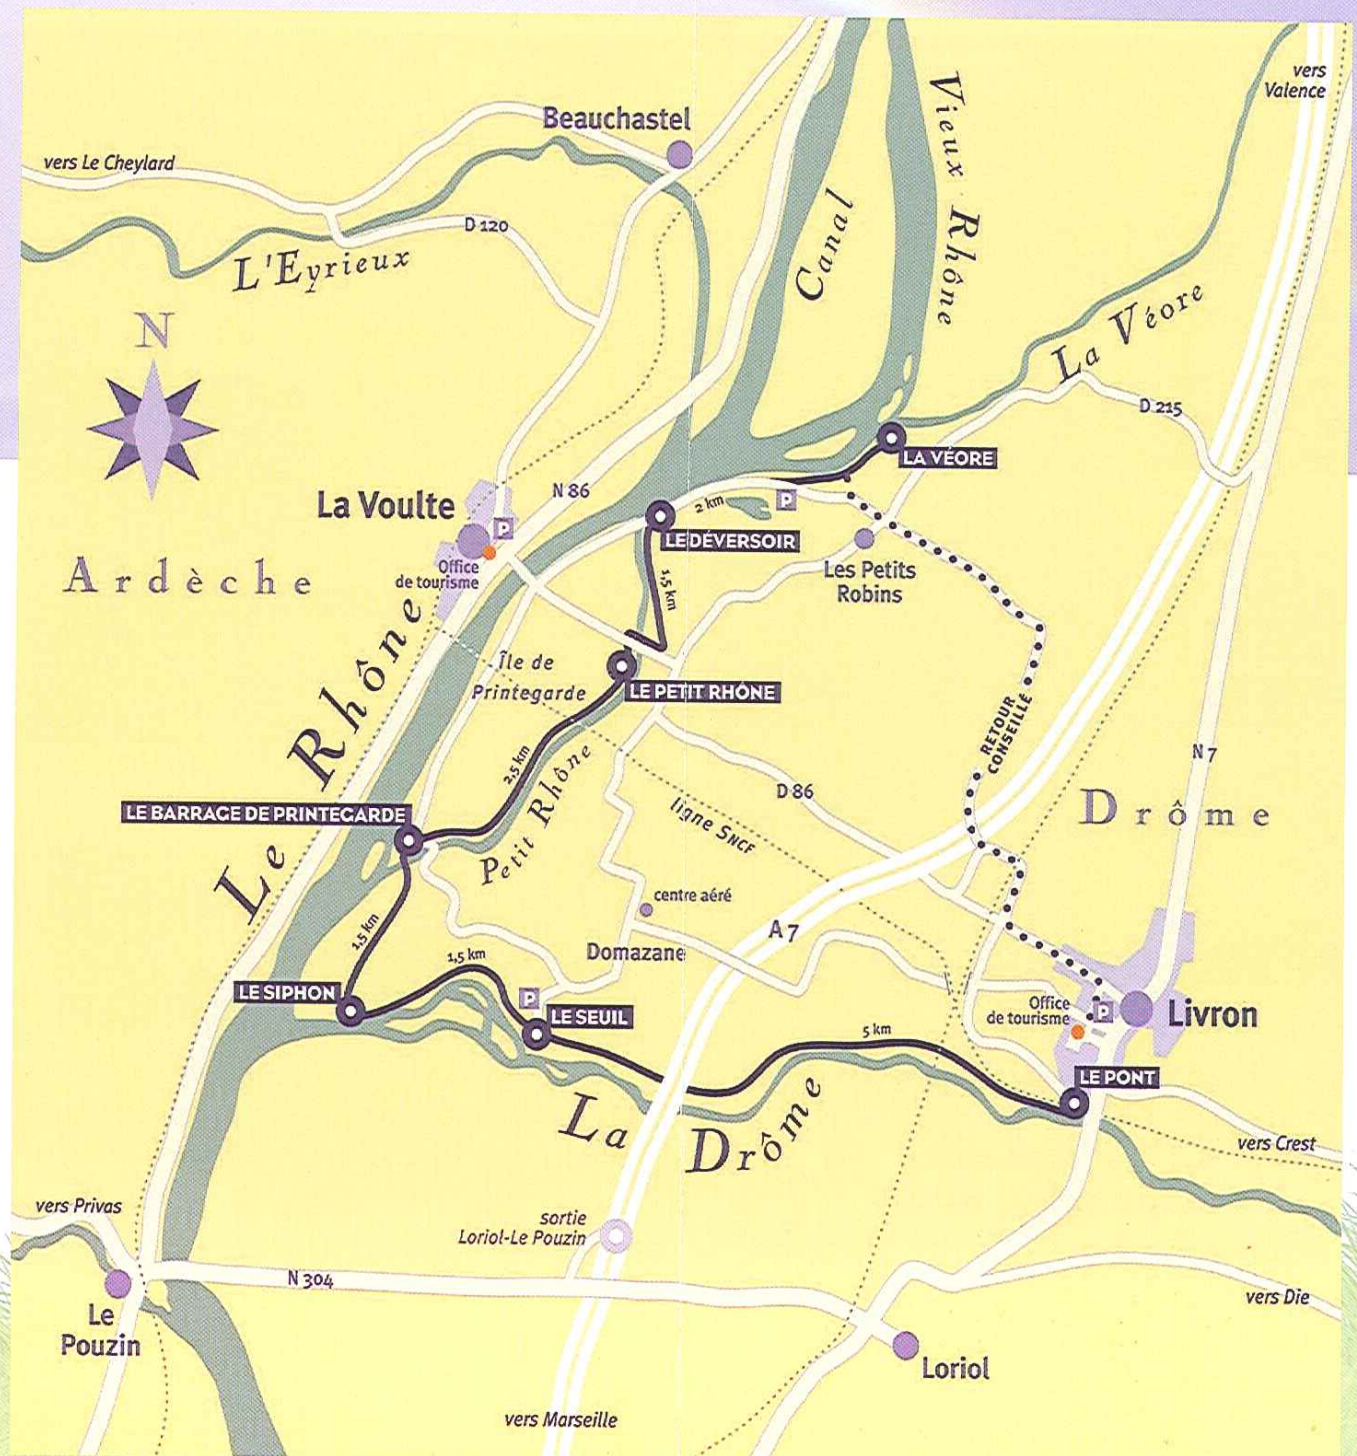 vers
Valence
Beauchastel
vers Le Cheylard
Vieux Rhône
Canal
D 120
L'Eyrieux
La Véore
N
D 215
LA VÉORE
La Voulte
N 86
2 km
P
P
LE DÉVERSOIR
Office
de tourisme
Les Petits
Robins
Ardèche
1,5 km
Île de
Printegarde
LE PETIT RHÔNE
Le Rhône
RETOUR
CONSEILLÉ
2,5 km
Petit Rhône
N 7
D 86
Drôme
LE BARRAGE DE PRINTEGARDE
ligne SNCF
centre aéré
A 7
1,5 km
1,5 km
Domazane
LE SIPHON
P
LE SEUIL
Office
de tourisme
P
Livron
5 km
LE PONT
La Drôme
vers Crest
vers Privas
sortie
Loriol-Le Pouzin
N 304
vers Die
Le
Pouzin
Loriol
vers Marseille